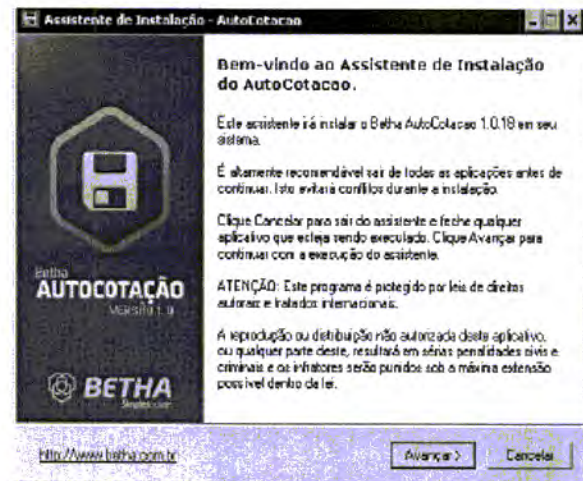 Assistente de Instalação - AutoCotacao
Bem-vindo ao Assistente de Instalação
do AutoCotacao.
Este assistente irá instalar o Betha AutoCotacao 1.0.18 em seu
sistema.
É altamente recomendável sair de todas as aplicações antes de
continuar. Isto evitará conflitos durante a instalação.
Clique Cancelar para sair do assistente e feche qualquer
aplicativo que esteja sendo executado. Clique Avançar para
continuar com a execução do assistente.
ATENÇÃO: Este programa é protegido por leis de direitos
autorais e tratados internacionais.
A reprodução ou distribuição não autorizada deste aplicativo,
ou qualquer parte deste, resultará em sérias penalidades civis e
criminais e os infratores serão punidos sob a máxima extensão
possível dentro da lei.
Betha
AUTOCOTAÇÃO
VERSÃO 1.0
BETHA
http://www.betha.com.br
Avançar >
Cancelar